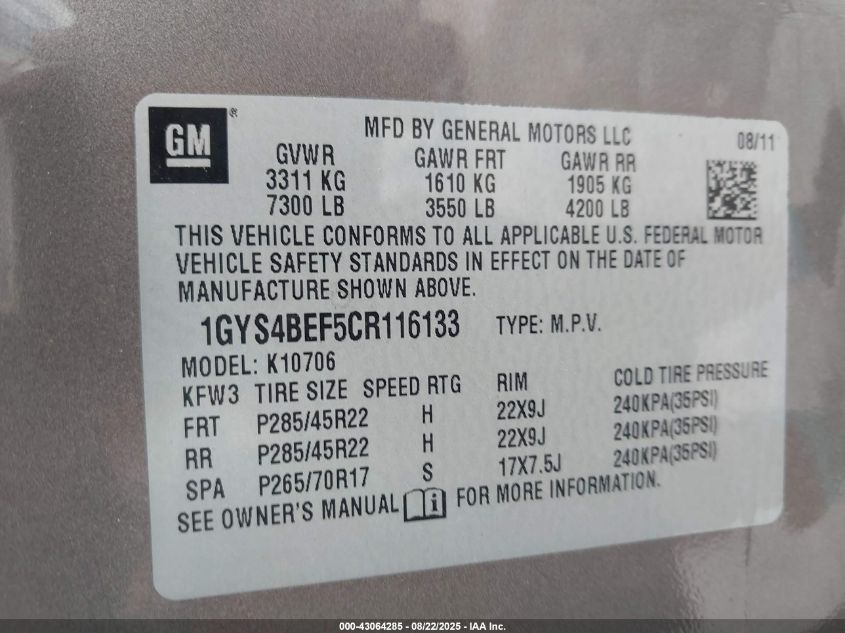 GM ®
MFD BY GENERAL MOTORS LLC 08/11
GVWR GAWR FRT GAWR RR
3311 KG 1610 KG 1905 KG
7300 LB 3550 LB 4200 LB
THIS VEHICLE CONFORMS TO ALL APPLICABLE U.S. FEDERAL MOTOR
VEHICLE SAFETY STANDARDS IN EFFECT ON THE DATE OF
MANUFACTURE SHOWN ABOVE.
1GYS4BEF5CR116133 TYPE: M.P.V.
MODEL: K10706
KFW3 TIRE SIZE SPEED RTG RIM COLD TIRE PRESSURE
FRT P285/45R22 H 22X9J 240KPA(35PSI)
RR P285/45R22 H 22X9J 240KPA(35PSI)
SPA P265/70R17 S 17X7.5J 240KPA(35PSI)
SEE OWNER'S MANUAL i FOR MORE INFORMATION.
000-43064285 - 08/22/2025 - IAA Inc.